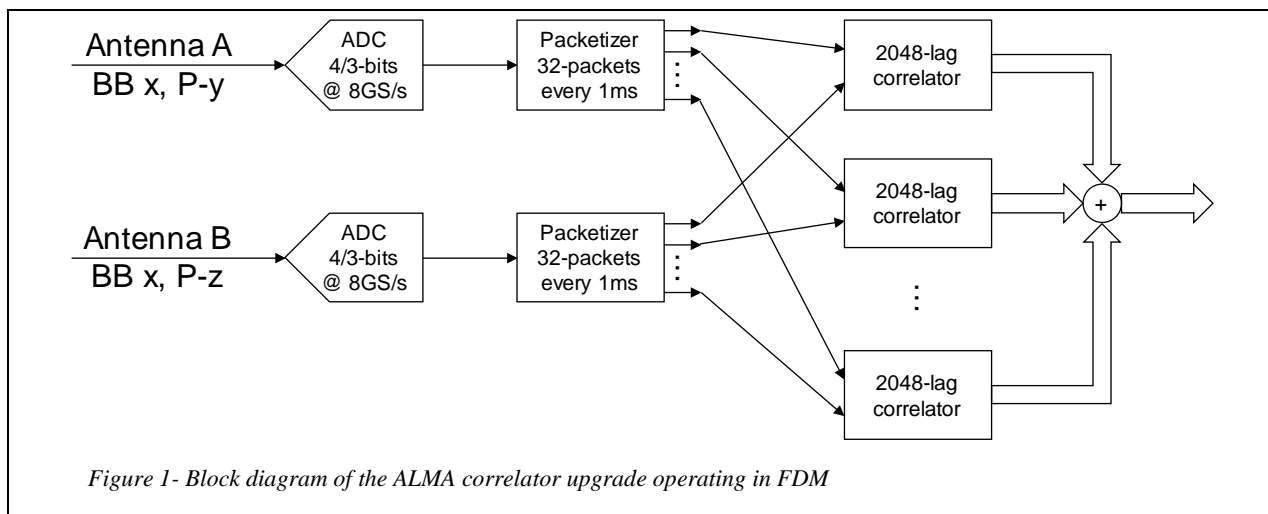 Antenna A
BB x, P-y
ADC
4/3-bits
@ 8GS/s
Packetizer
32-packets
every 1ms
2048-lag
correlator
2048-lag
correlator
+
Antenna B
BB x, P-z
ADC
4/3-bits
@ 8GS/s
Packetizer
32-packets
every 1ms
2048-lag
correlator
Figure 1- Block diagram of the ALMA correlator upgrade operating in FDM